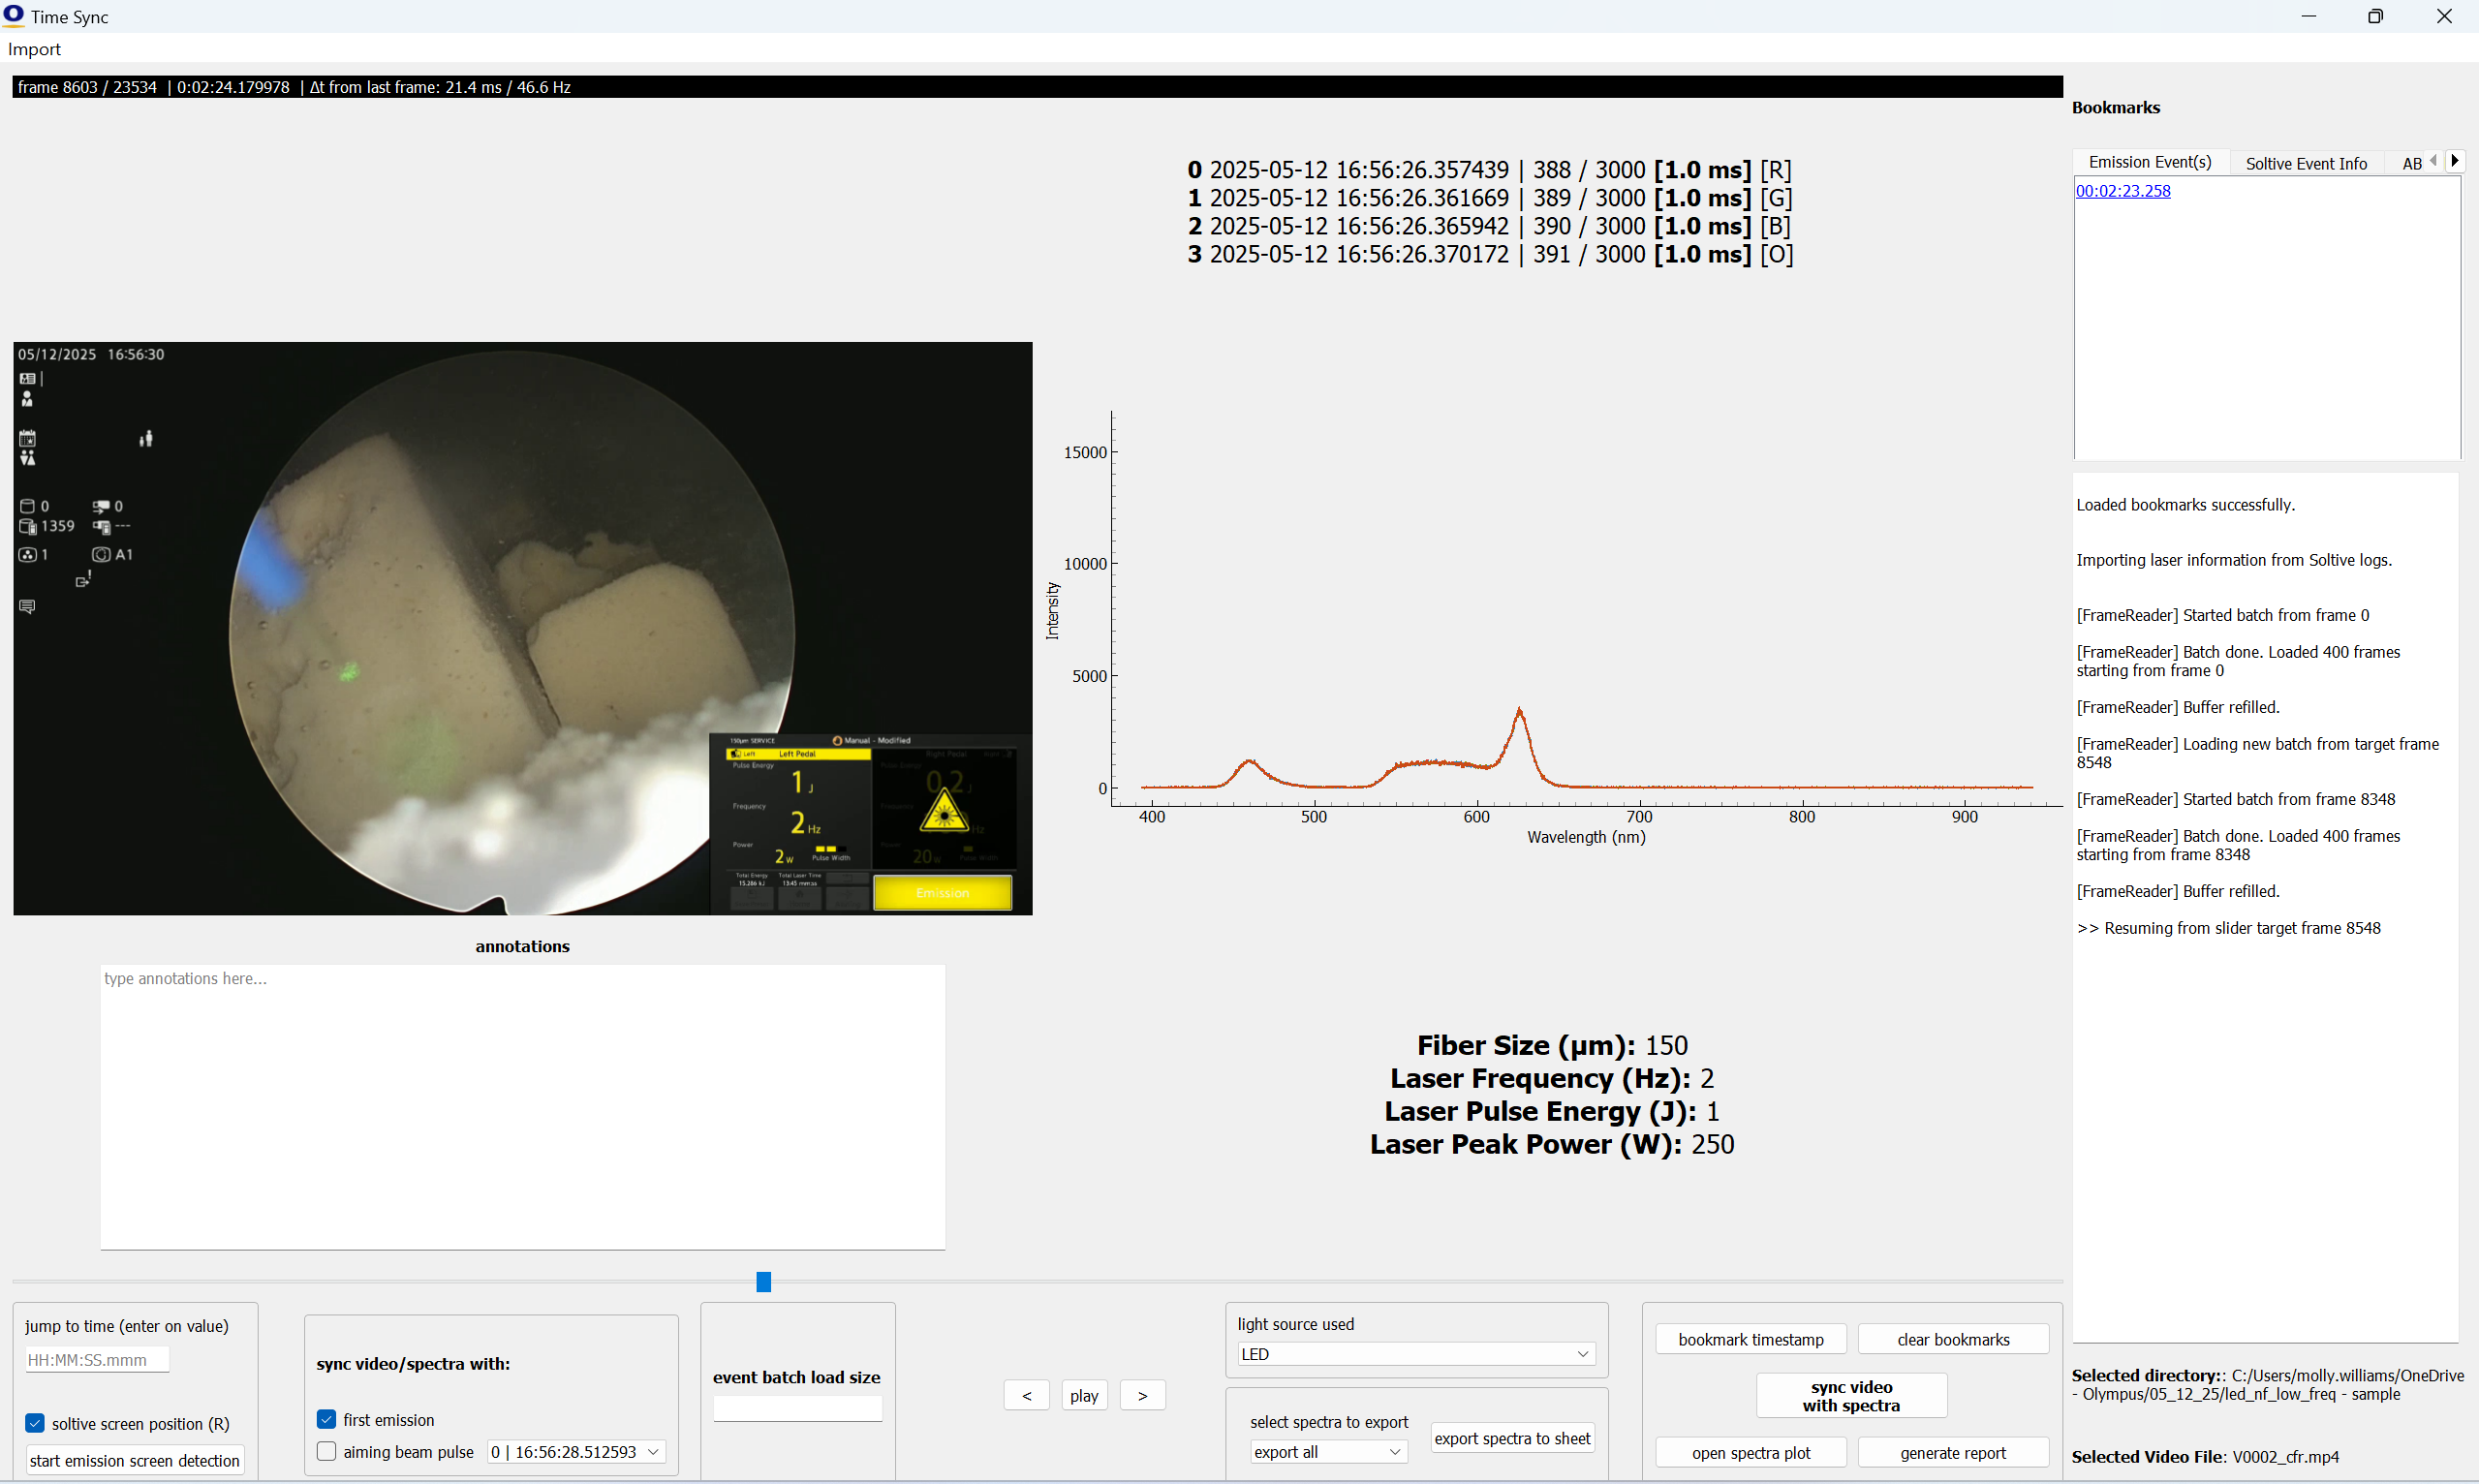 Time Sync
Import
frame 8603 / 23534 | 0:02:24.179978 | Δt from last frame: 21.4 ms / 46.6 Hz
0 2025-05-12 16:56:26.357439 | 388 / 3000 [1.0 ms] [R]
1 2025-05-12 16:56:26.361669 | 389 / 3000 [1.0 ms] [G]
2 2025-05-12 16:56:26.365942 | 390 / 3000 [1.0 ms] [B]
3 2025-05-12 16:56:26.370172 | 391 / 3000 [1.0 ms] [O]
05/12/2025 16:56:30
0 0
1359 ---
1 A1
150µm SERVICE Manual - Modified
Left Left Pedal Right Pedal
Pulse Energy
1 J 0.2 J
Frequency
2 Hz Hz
Power
2 W Pulse Width 20 W Pulse Width
Total Energy Total Laser Time
15.286 kJ 13:45 mm:ss
Emission
15000
10000
5000
0
Intensity
400 500 600 700 800 900
Wavelength (nm)
annotations
type annotations here...
Fiber Size (µm): 150
Laser Frequency (Hz): 2
Laser Pulse Energy (J): 1
Laser Peak Power (W): 250
jump to time (enter on value)
HH:MM:SS.mmm
soltive screen position (R)
start emission screen detection
sync video/spectra with:
first emission
aiming beam pulse 0 | 16:56:28.512593
event batch load size
< play >
light source used
LED
select spectra to export
export all
export spectra to sheet
bookmark timestamp
clear bookmarks
sync video
with spectra
open spectra plot
generate report
Bookmarks
Emission Event(s) Soltive Event Info AB
00:02:23.258
Loaded bookmarks successfully.
Importing laser information from Soltive logs.
[FrameReader] Started batch from frame 0
[FrameReader] Batch done. Loaded 400 frames
starting from frame 0
[FrameReader] Buffer refilled.
[FrameReader] Loading new batch from target frame
8548
[FrameReader] Started batch from frame 8348
[FrameReader] Batch done. Loaded 400 frames
starting from frame 8348
[FrameReader] Buffer refilled.
>> Resuming from slider target frame 8548
Selected directory:: C:/Users/molly.williams/OneDrive
- Olympus/05_12_25/led_nf_low_freq - sample
Selected Video File: V0002_cfr.mp4